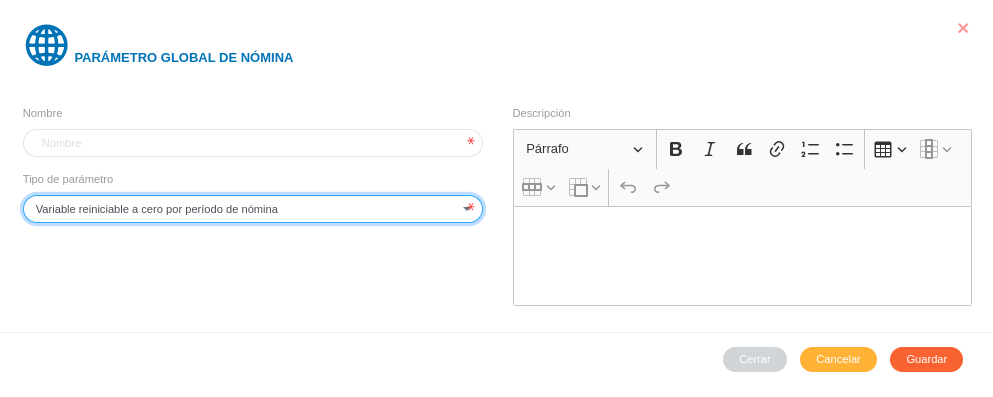 PARÁMETRO GLOBAL DE NÓMINA
Nombre
Nombre
Tipo de parámetro
Variable reiniciable a cero por período de nómina
Descripción
Párrafo
Cerrar
Cancelar
Guardar